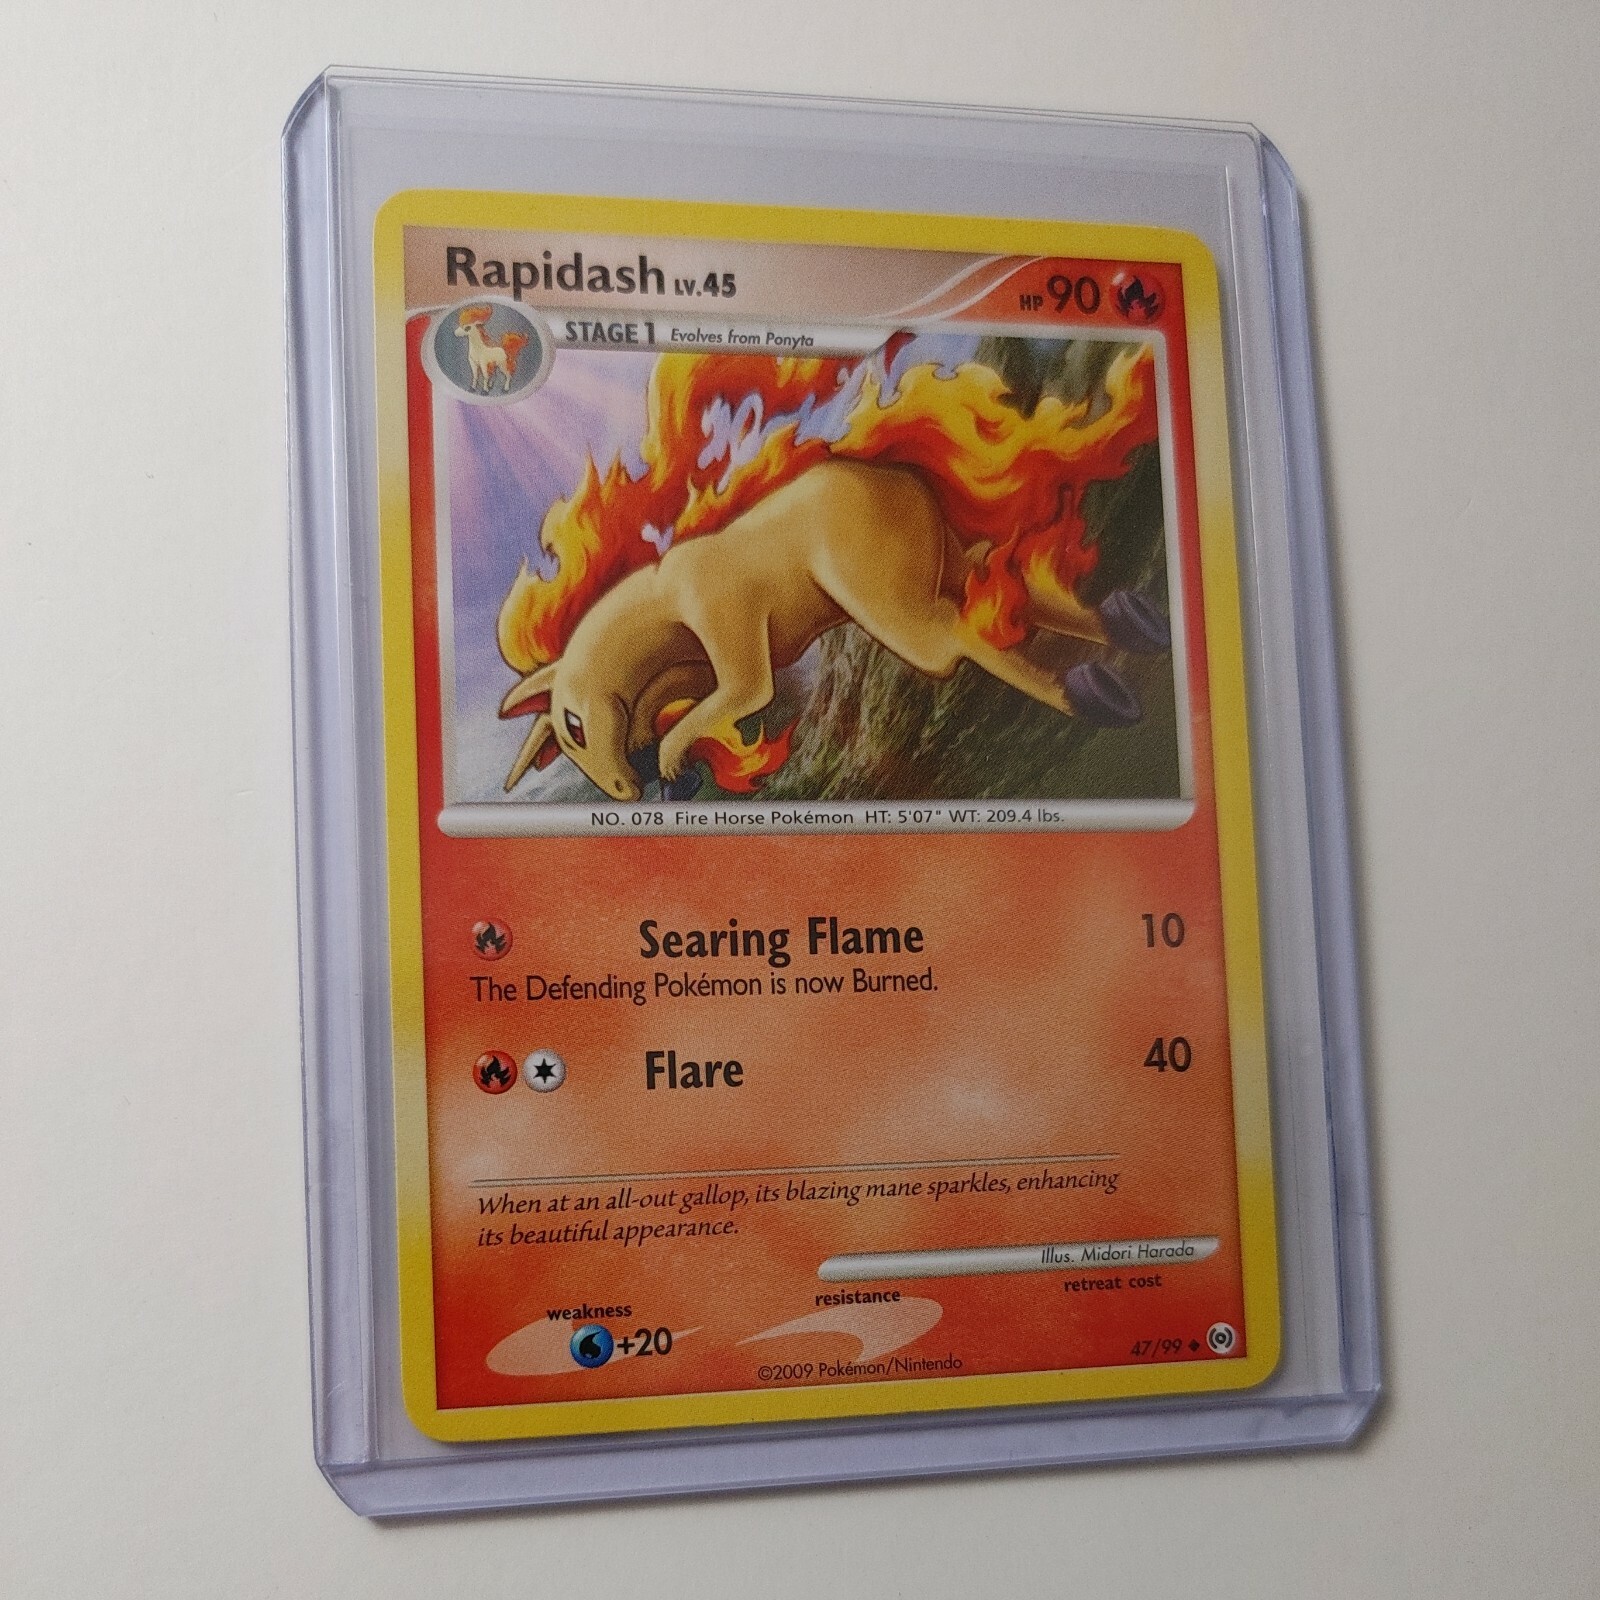 Rapidash LV.45
HP 90
STAGE 1 Evolves from Ponyta
NO. 078 Fire Horse Pokémon HT: 5'07" WT: 209.4 lbs.
Searing Flame 10
The Defending Pokémon is now Burned.
Flare 40
When at an all-out gallop, its blazing mane sparkles, enhancing
its beautiful appearance.
Illus. Midori Harada
weakness resistance retreat cost
+20
©2009 Pokémon/Nintendo
47/99